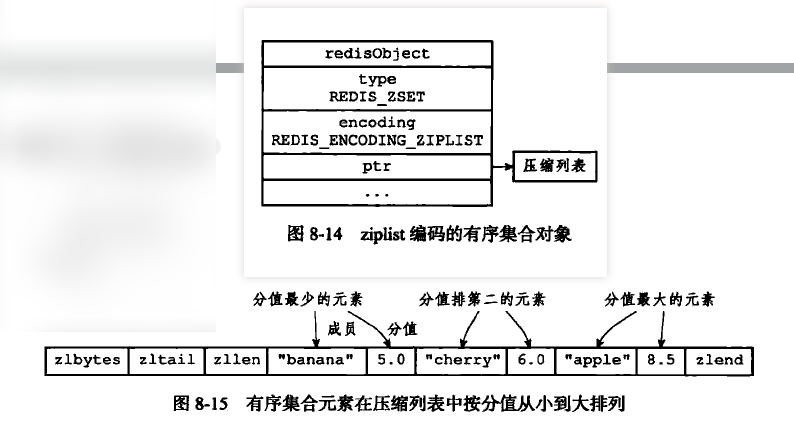 redisObject
type
REDIS_ZSET
encoding
REDIS_ENCODING_ZIPLIST
ptr
压缩列表
...
图 8-14 ziplist 编码的有序集合对象
分值最少的元素 分值排第二的元素 分值最大的元素
成员 分值
zlbytes zltail zllen "banana" 5.0 "cherry" 6.0 "apple" 8.5 zlend
图 8-15 有序集合元素在压缩列表中按分值从小到大排列